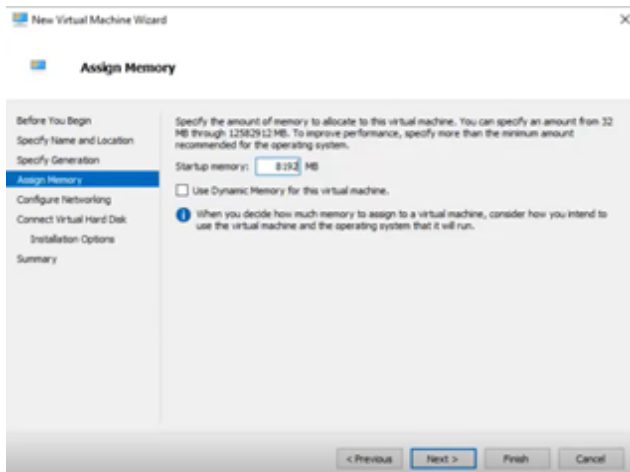 New Virtual Machine Wizard
Assign Memory
Before You Begin
Specify Name and Location
Specify Generation
Assign Memory
Configure Networking
Connect Virtual Hard Disk
Installation Options
Summary
Specify the amount of memory to allocate to this virtual machine. You can specify an amount from 32
MB through 12582912 MB. To improve performance, specify more than the minimum amount
recommended for the operating system.
Startup memory: 8192 MB
Use Dynamic Memory for this virtual machine.
When you decide how much memory to assign to a virtual machine, consider how you intend to
use the virtual machine and the operating system that it will run.
< Previous Next > Finish Cancel